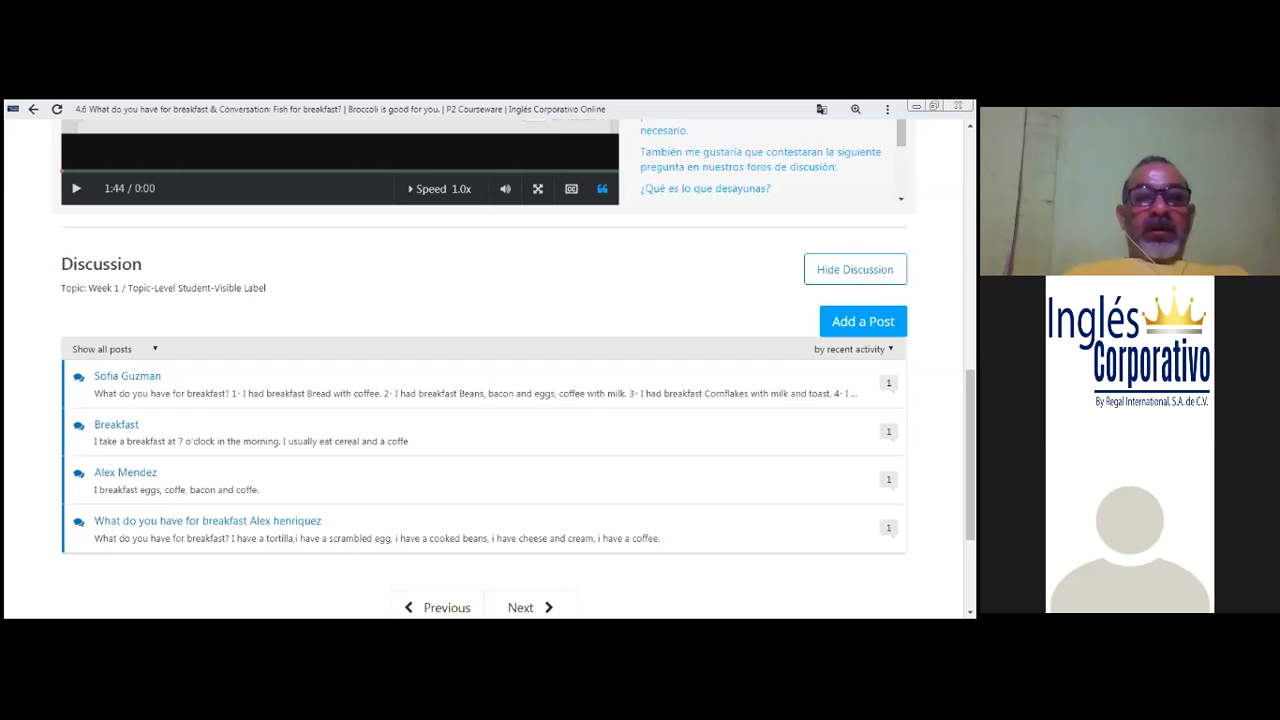 4.6 What do you have for breakfast & Conversation: Fish for breakfast? | Broccoli is good for you. | P2 Courseware | Inglés Corporativo Online
necesario.
También me gustaría que contestaran la siguiente
pregunta en nuestros foros de discusión:
¿Qué es lo que desayunas?
1:44 / 0:00
Speed 1.0x
Discussion
Hide Discussion
Topic: Week 1 / Topic-Level Student-Visible Label
Add a Post
Show all posts
by recent activity
Sofia Guzman
What do you have for breakfast? 1- I had breakfast Bread with coffee. 2- I had breakfast Beans, bacon and eggs, coffee with milk. 3- I had breakfast Cornflakes with milk and toast. 4- I ...
1
Breakfast
I take a breakfast at 7 o'clock in the morning. I usually eat cereal and a coffe
1
Alex Mendez
I breakfast eggs, coffe, bacon and coffe.
1
What do you have for breakfast Alex henriquez
What do you have for breakfast? I have a tortilla,i have a scrambled egg, i have a cooked beans, i have cheese and cream, i have a coffee.
1
Previous
Next
Inglés
Corporativo
By Regal International, S.A. de C.V.